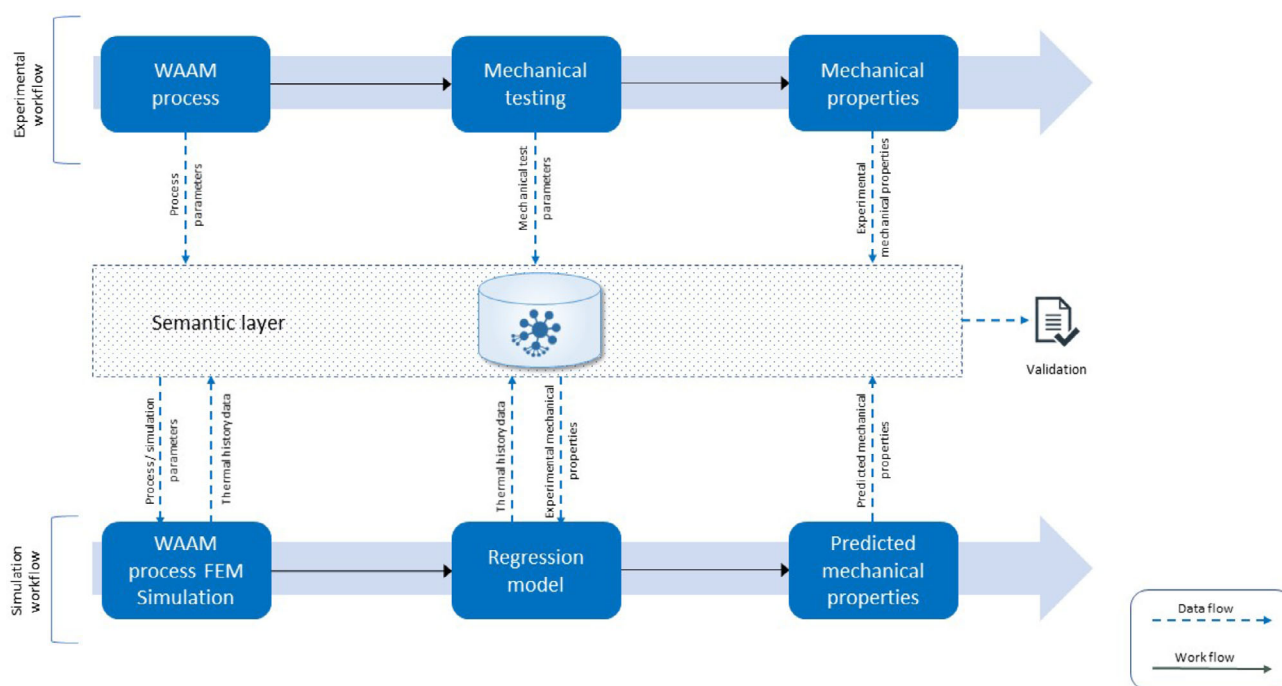 Experimental
workflow
WAAM
process
Mechanical
testing
Mechanical
properties
Process
parameters
Mechanical test
parameters
Experimental
mechanical properties
Semantic layer
Validation
Process / simulation
parameters
Thermal history data
Thermal history data
Experimental mechanical
properties
Predicted mechanical
properties
Simulation
workflow
WAAM
process FEM
Simulation
Regression
model
Predicted
mechanical
properties
Data flow
Work flow